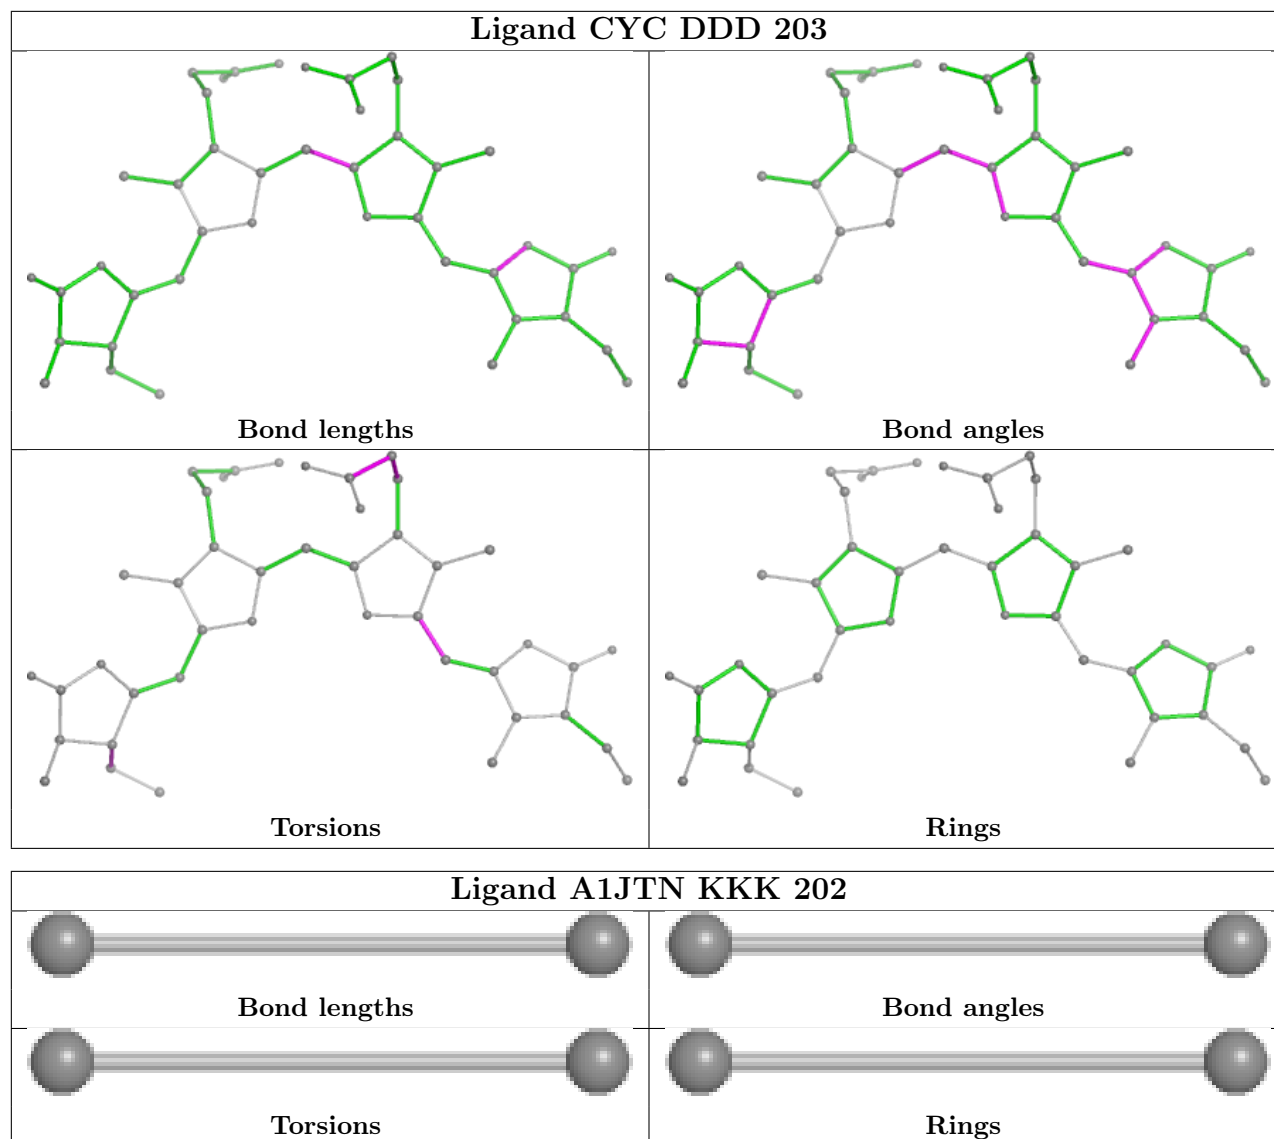 Ligand CYC DDD 203
Bond lengths
Bond angles
Torsions
Rings
Ligand A1JTN KKK 202
Bond lengths
Bond angles
Torsions
Rings